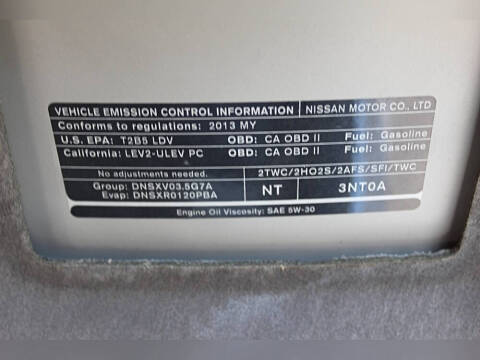 VEHICLE EMISSION CONTROL INFORMATION NISSAN MOTOR CO., LTD
Conforms to regulations: 2013 MY
U.S. EPA: T2B5 LDV OBD: CA OBD II Fuel: Gasoline
California: LEV2-ULEV PC OBD: CA OBD II Fuel: Gasoline
No adjustments needed. 2TWC/2HO2S/2AFS/SFI/TWC
Group: DNSXV03.5G7A NT 3NT0A
Evap: DNSXR0120PBA
Engine Oil Viscosity: SAE 5W-30